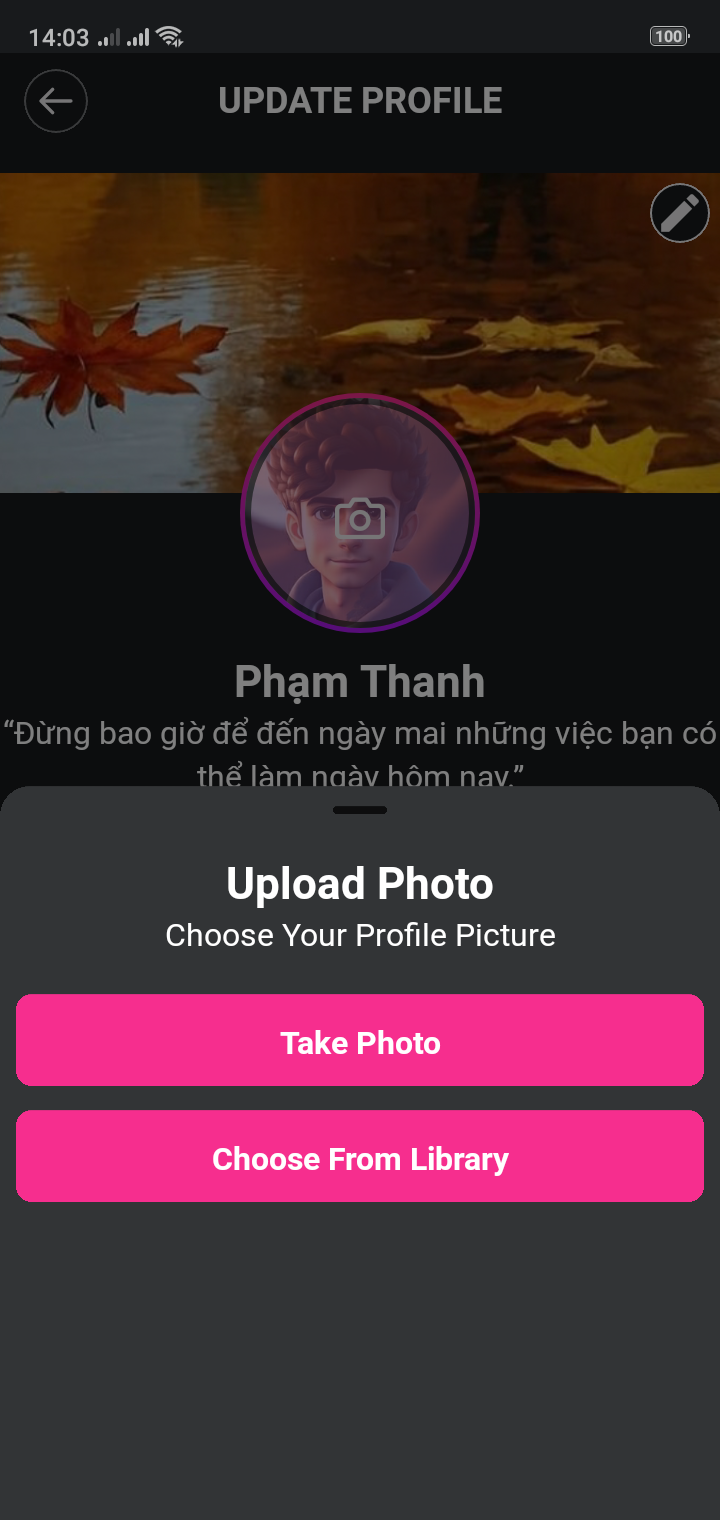 14:03
100
UPDATE PROFILE
Phạm Thanh
“Đừng bao giờ để đến ngày mai những việc bạn có
thể làm ngày hôm nay.”
Upload Photo
Choose Your Profile Picture
Take Photo
Choose From Library